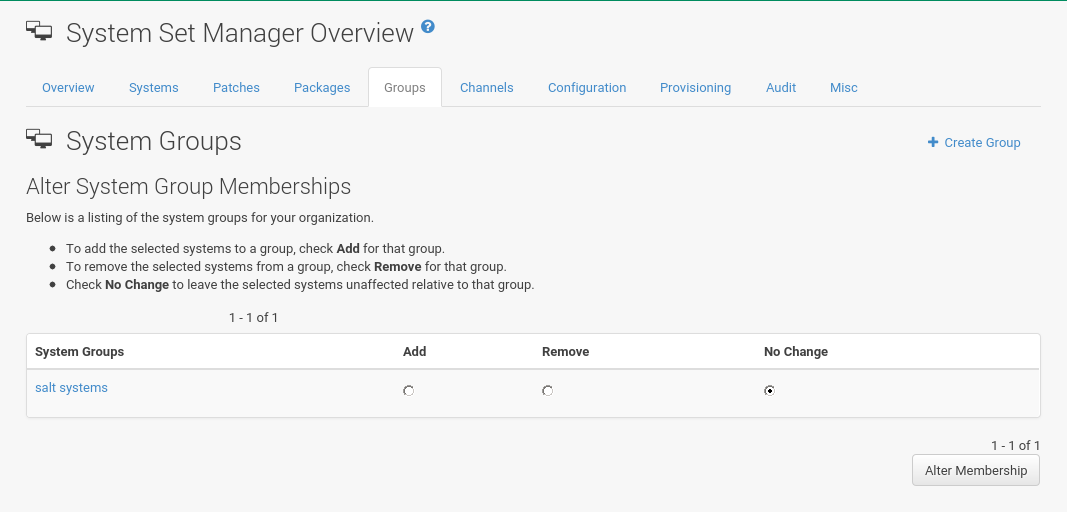 System Set Manager Overview ?
Overview Systems Patches Packages Groups Channels Configuration Provisioning Audit Misc
System Groups
+ Create Group
Alter System Group Memberships
Below is a listing of the system groups for your organization.
• To add the selected systems to a group, check Add for that group.
• To remove the selected systems from a group, check Remove for that group.
• Check No Change to leave the selected systems unaffected relative to that group.
1 - 1 of 1
System Groups Add Remove No Change
salt systems
1 - 1 of 1
Alter Membership